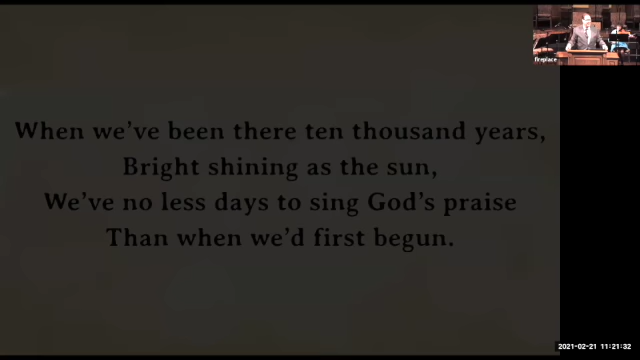 fireplace
When we've been there ten thousand years,
Bright shining as the sun,
We've no less days to sing God's praise
Than when we'd first begun.
2021-02-21 11:21:32